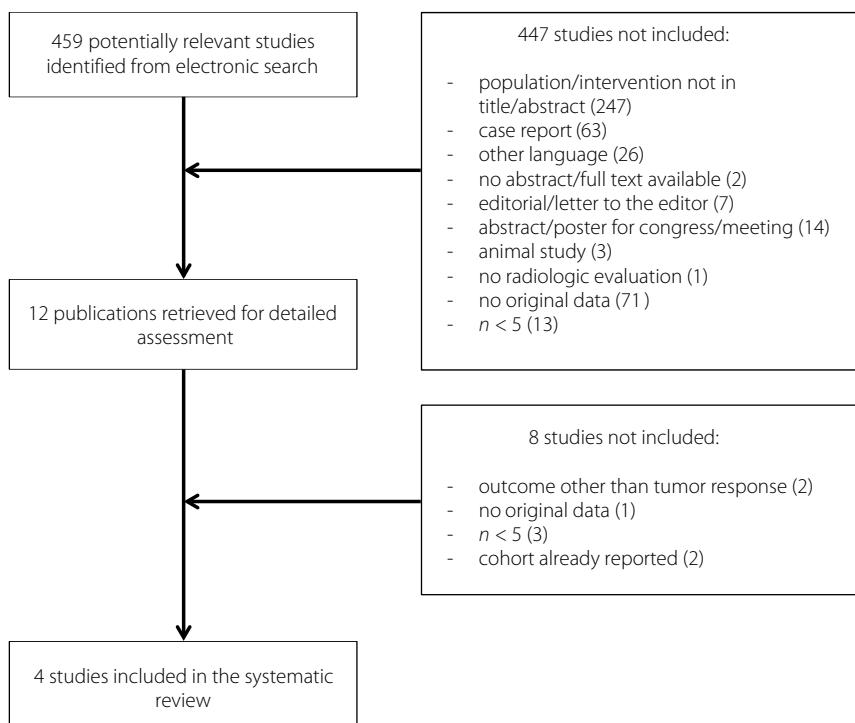 459 potentially relevant studies
identified from electronic search
447 studies not included:
- population/intervention not in
title/abstract (247)
- case report (63)
- other language (26)
- no abstract/full text available (2)
- editorial/letter to the editor (7)
- abstract/poster for congress/meeting (14)
- animal study (3)
- no radiologic evaluation (1)
- no original data (71)
- n < 5 (13)
12 publications retrieved for detailed
assessment
8 studies not included:
- outcome other than tumor response (2)
- no original data (1)
- n < 5 (3)
- cohort already reported (2)
4 studies included in the systematic
review